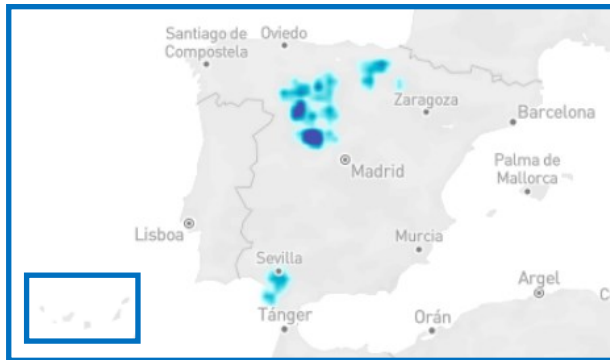 Santiago de
Compostela
Oviedo
Zaragoza
Barcelona
Madrid
Palma de
Mallorca
Lisboa
Sevilla
Murcia
Tánger
Orán
Argel
C